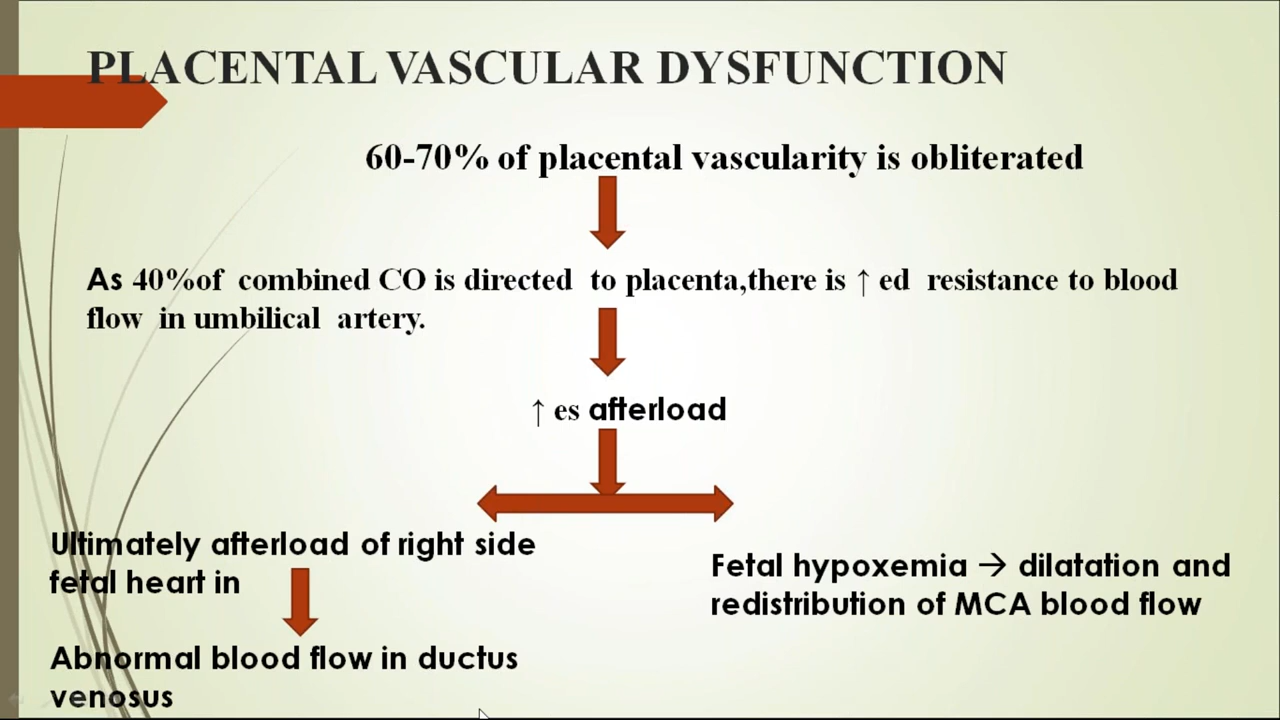 PLACENTAL VASCULAR DYSFUNCTION
60-70% of placental vascularity is obliterated
As 40%of combined CO is directed to placenta,there is ↑ ed resistance to blood
flow in umbilical artery.
↑ es afterload
Ultimately afterload of right side
fetal heart in
Abnormal blood flow in ductus
venosus
Fetal hypoxemia → dilatation and
redistribution of MCA blood flow